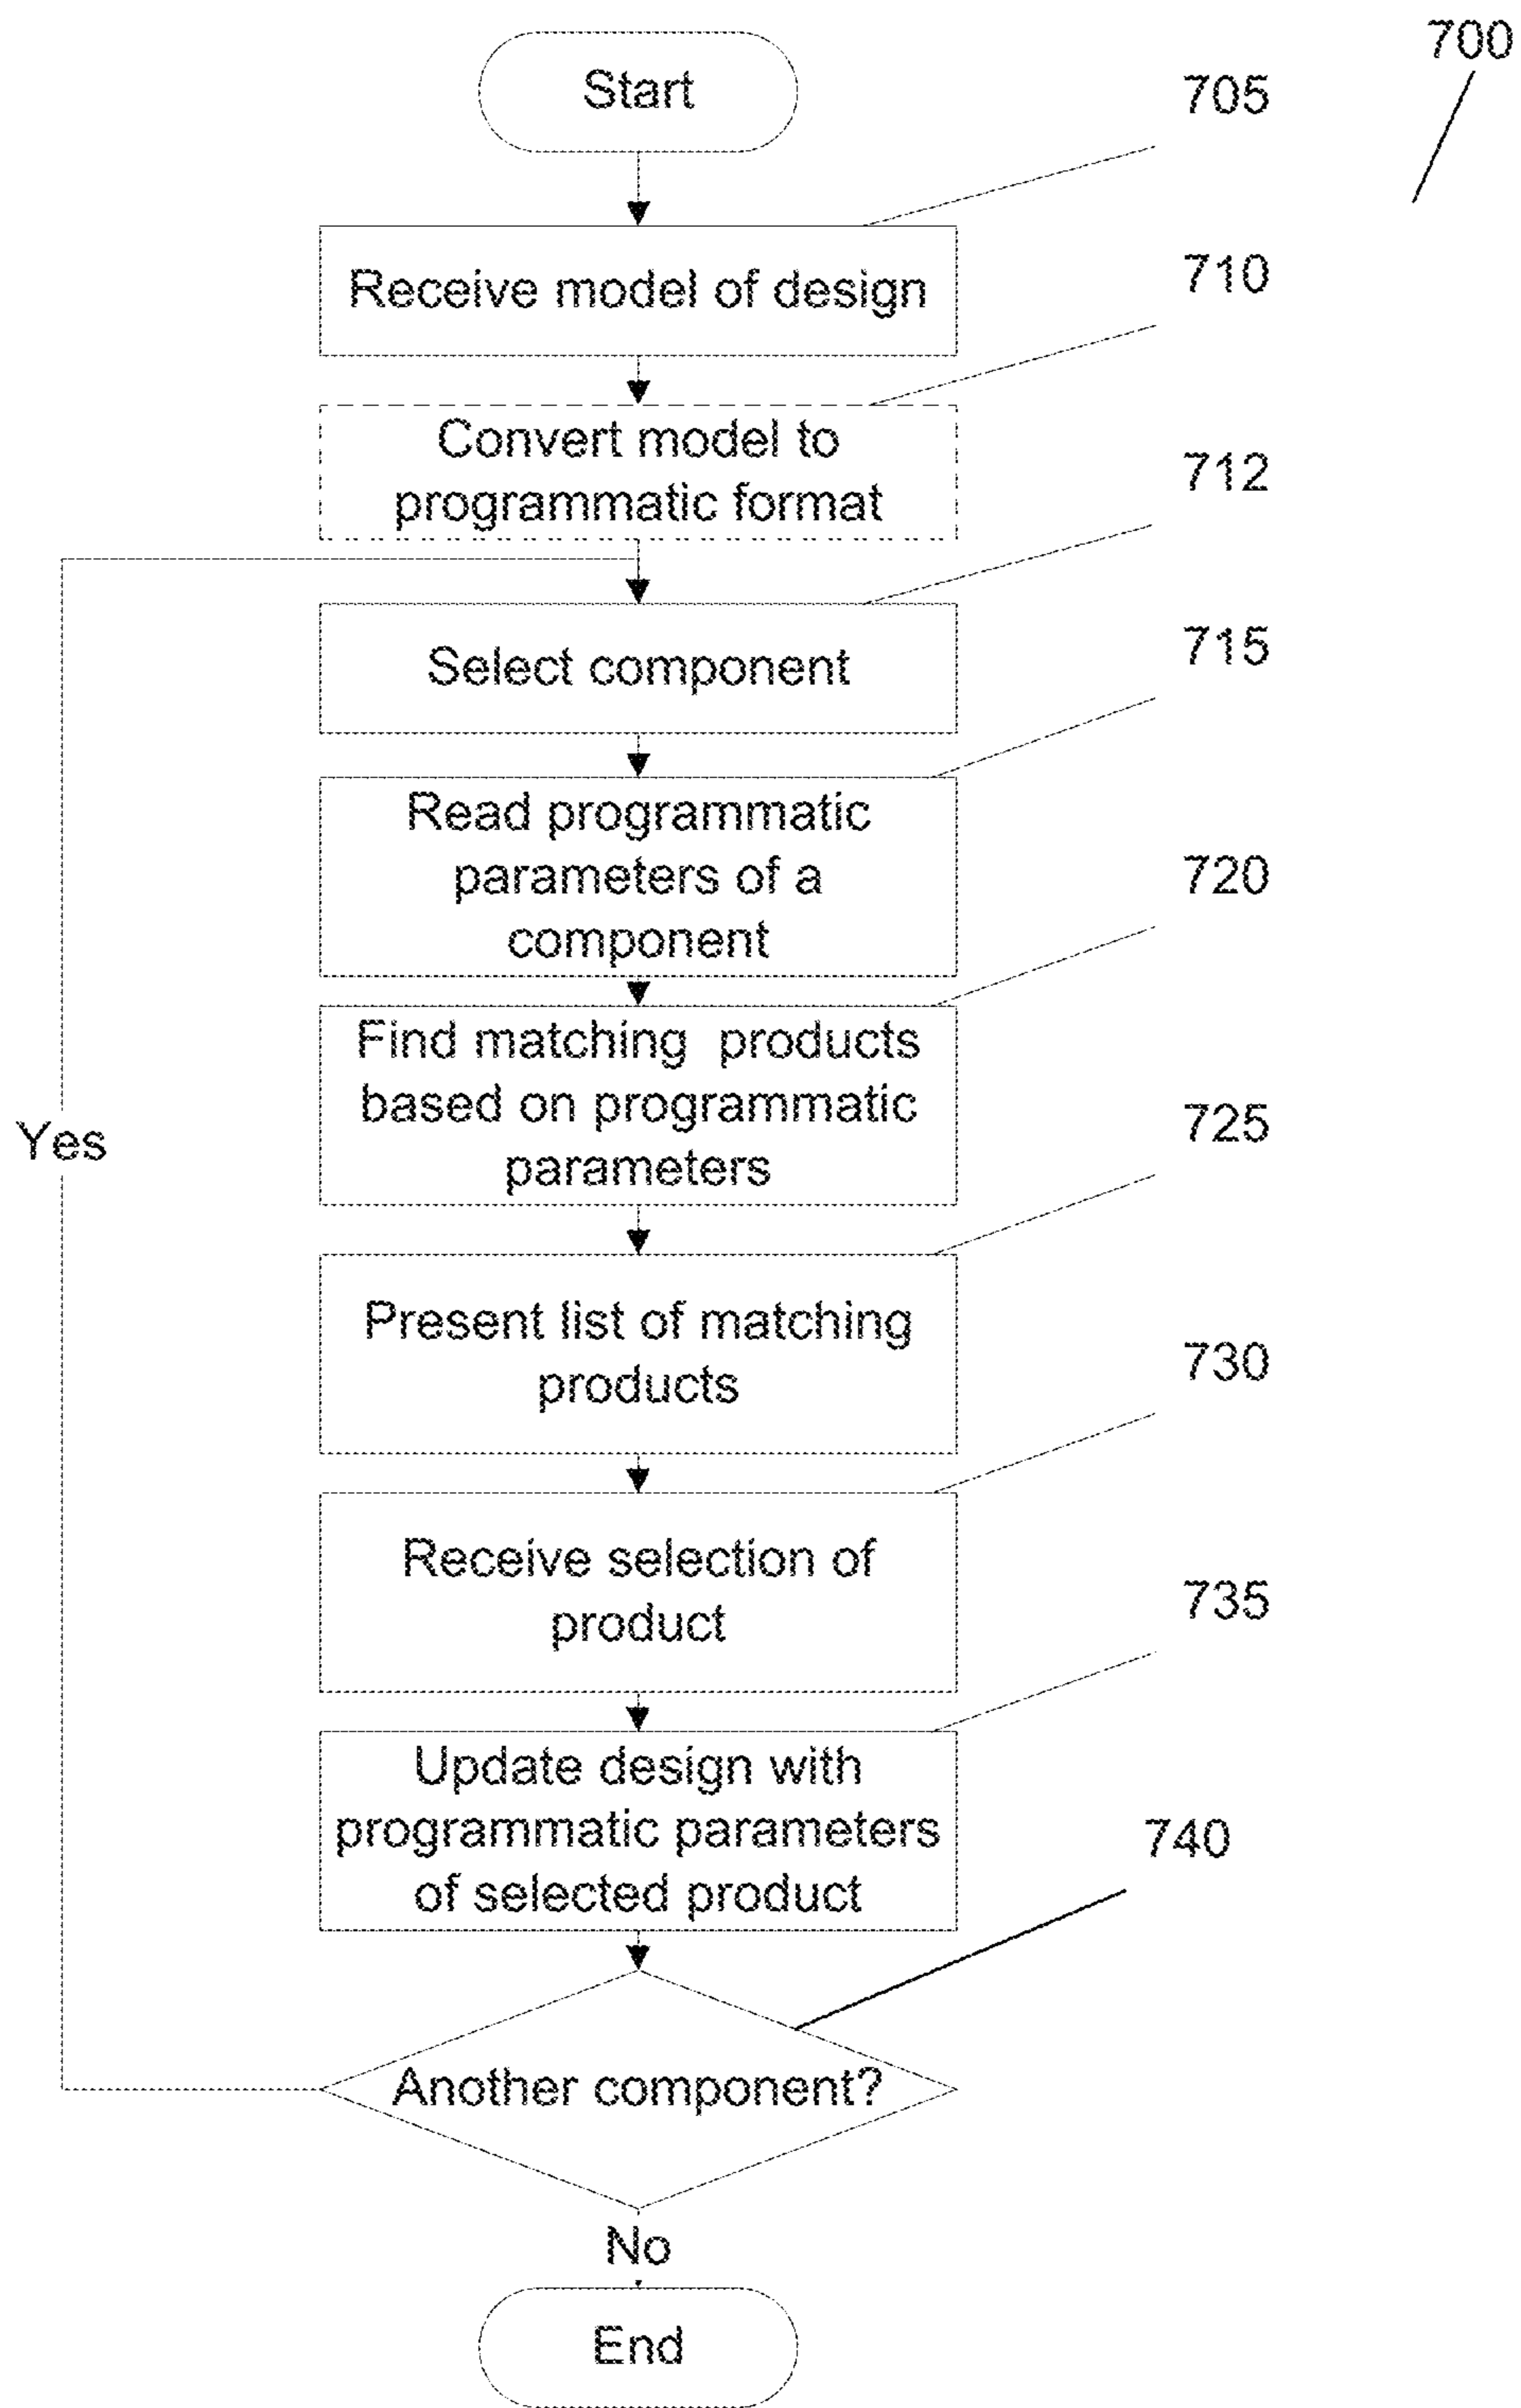 700
Start
705
Receive model of design
710
Convert model to
programmatic format
712
Select component
715
Read programmatic
parameters of a
component
720
Find matching products
based on programmatic
parameters
725
Present list of matching
products
730
Receive selection of
product
735
Update design with
programmatic parameters
of selected product
740
Another component?
Yes
No
End